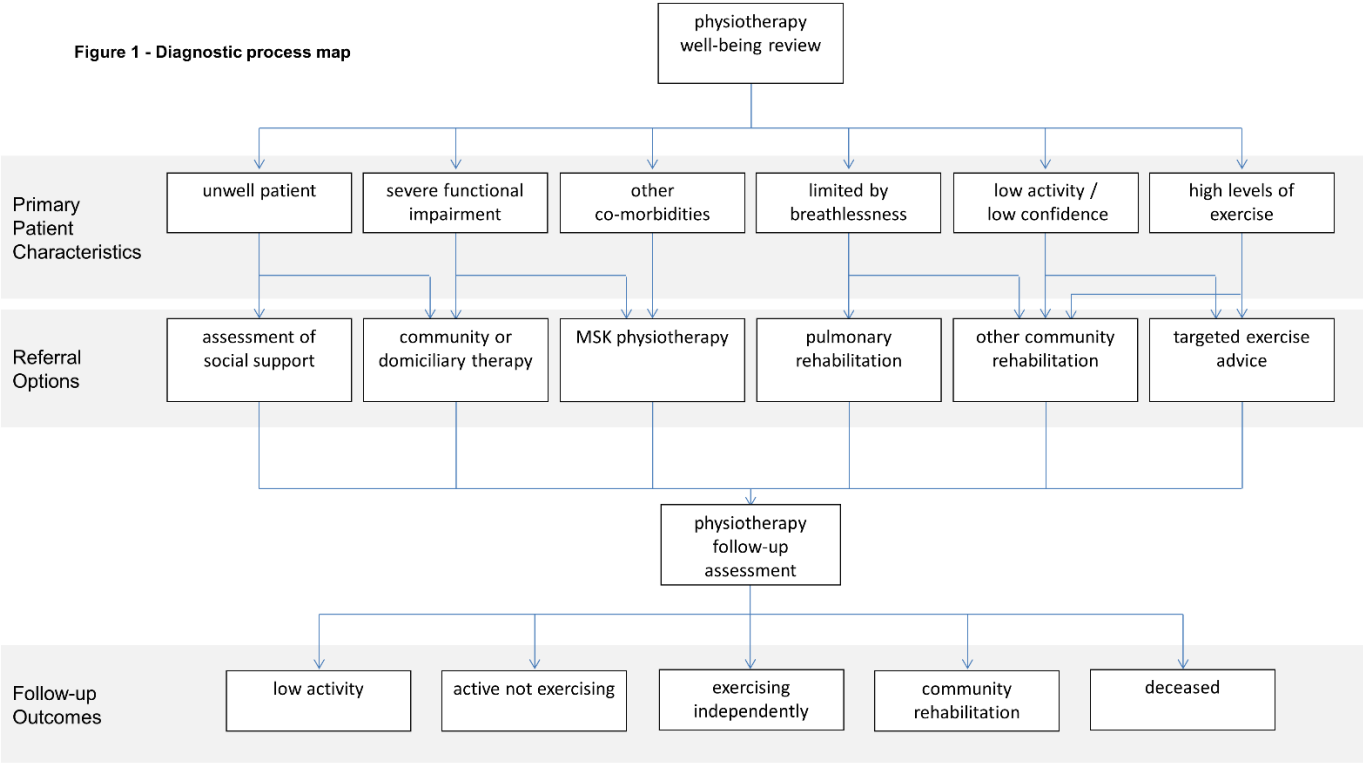 physiotherapy
well-being review
Figure 1 - Diagnostic process map
Primary
Patient
Characteristics
unwell patient
severe functional
impairment
other
co-morbidities
limited by
breathlessness
low activity /
low confidence
high levels of
exercise
Referral
Options
assessment of
social support
community or
domiciliary therapy
MSK physiotherapy
pulmonary
rehabilitation
other community
rehabilitation
targeted exercise
advice
physiotherapy
follow-up
assessment
Follow-up
Outcomes
low activity
active not exercising
exercising
independently
community
rehabilitation
deceased